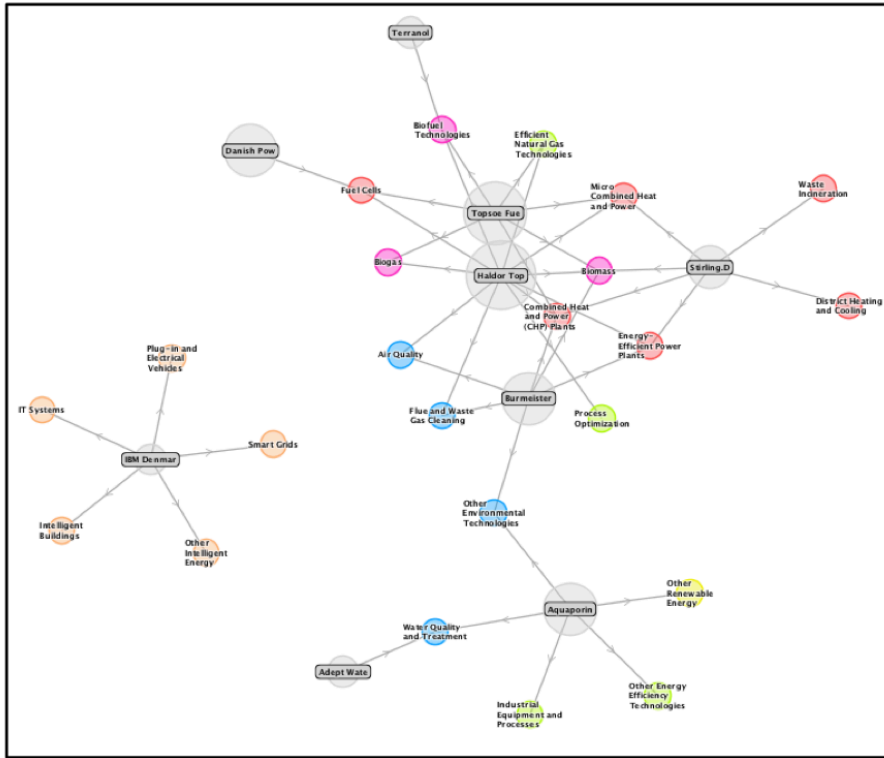 Terranol
Biofuel
Technologies
Efficient
Natural Gas
Technologies
Danish Pow
Fuel Cells
Micro
Combined Heat
and Power
Waste
Incineration
Topsoe Fue
Biogas
Haldor Top
Biomass
Stirling.D
Combined Heat
and Power
(CHP) Plants
District Heating
and Cooling
Energy-
Efficient Power
Plants
Air Quality
Plug-in and
Electrical
Vehicles
Burmeister
IT Systems
Flue and Waste
Gas Cleaning
Process
Optimization
Smart Grids
IBM Denmar
Other
Environmental
Technologies
Intelligent
Buildings
Other
Intelligent
Energy
Other
Renewable
Energy
Aquaporin
Water Quality
and Treatment
Adept Wate
Other Energy
Efficiency
Technologies
Industrial
Equipment and
Processes